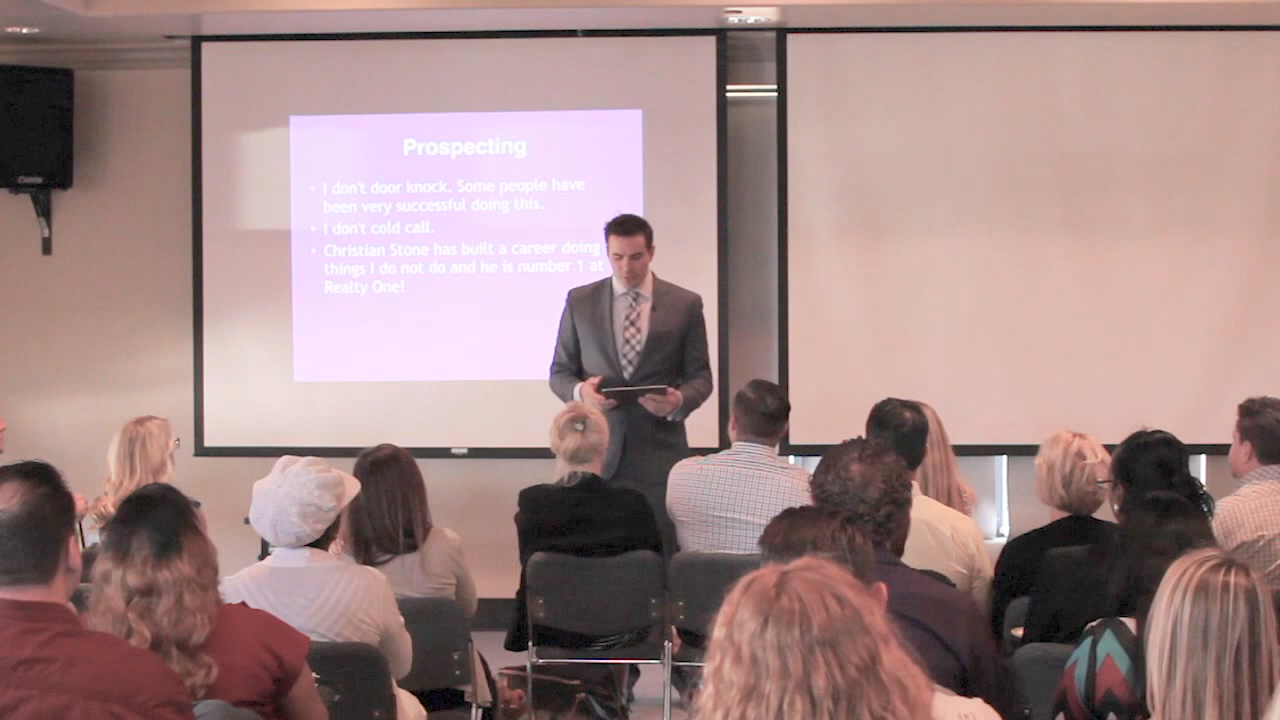 Prospecting
• I don't door knock. Some people have
been very successful doing this.
• I don't cold call.
• Christian Stone has built a career doing
things I do not do and he is number 1 at
Realty One!